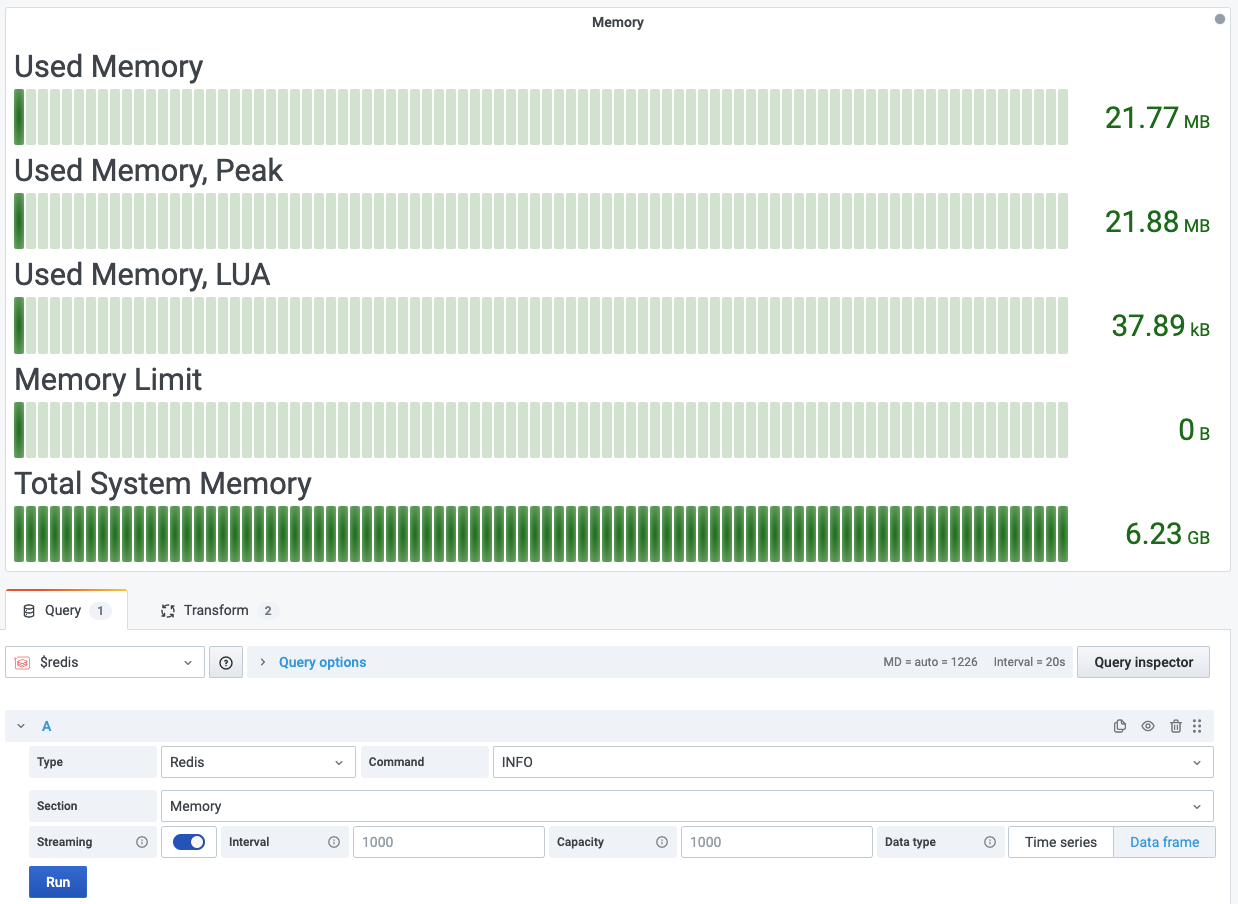 Memory
Used Memory
21.77 MB
Used Memory, Peak
21.88 MB
Used Memory, LUA
37.89 kB
Memory Limit
0 B
Total System Memory
6.23 GB
Query 1 Transform 2
$redis Query options MD = auto = 1226 Interval = 20s Query inspector
A
Type Redis Command INFO
Section Memory
Streaming Interval 1000 Capacity 1000 Data type Time series Data frame
Run